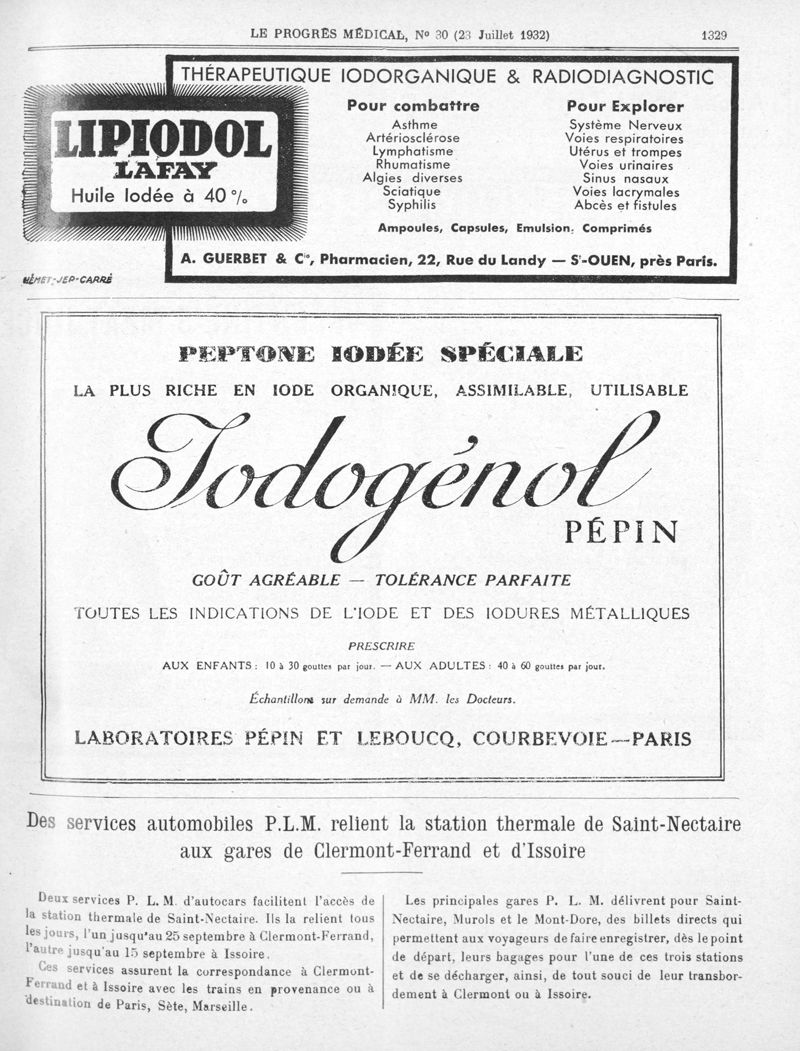 LE PROGRÈS MÉDICAL, Nº 30 (23 Juillet 1932) 1329
THÉRAPEUTIQUE IODORGANIQUE & RADIODIAGNOSTIC
LIPIODOL
LAFAY
Huile Iodée à 40 %
Pour combattre
Asthme
Artériosclérose
Lymphatisme
Rhumatisme
Algies diverses
Sciatique
Syphilis
Pour Explorer
Système Nerveux
Voies respiratoires
Utérus et trompes
Voies urinaires
Sinus nasaux
Voies lacrymales
Abcès et fistules
Ampoules, Capsules, Emulsion, Comprimés
A. GUERBET & Cie, Pharmacien, 22, Rue du Landy — St-OUEN, près Paris.
HÉMET-JEP-CARRÉ
PEPTONE IODÉE SPÉCIALE
LA PLUS RICHE EN IODE ORGANIQUE, ASSIMILABLE, UTILISABLE
Iodogénol
PÉPIN
GOÛT AGRÉABLE — TOLÉRANCE PARFAITE
TOUTES LES INDICATIONS DE L'IODE ET DES IODURES MÉTALLIQUES
PRESCRIRE
AUX ENFANTS : 10 à 30 gouttes par jour. — AUX ADULTES : 40 à 60 gouttes par jour.
Échantillons sur demande à MM. les Docteurs.
LABORATOIRES PÉPIN ET LEBOUCQ, COURBEVOIE—PARIS
Des services automobiles P.L.M. relient la station thermale de Saint-Nectaire
aux gares de Clermont-Ferrand et d'Issoire
Deux services P. L. M. d'autocars facilitent l'accès de
la station thermale de Saint-Nectaire. Ils la relient tous
les jours, l'un jusqu'au 25 septembre à Clermont-Ferrand,
l'autre jusqu'au 15 septembre à Issoire.
Ces services assurent la correspondance à Clermont-
Ferrand et à Issoire avec les trains en provenance ou à
destination de Paris, Sète, Marseille.
Les principales gares P. L. M. délivrent pour Saint-
Nectaire, Murols et le Mont-Dore, des billets directs qui
permettent aux voyageurs de faire enregistrer, dès le point
de départ, leurs bagages pour l'une de ces trois stations
et de se décharger, ainsi, de tout souci de leur transbor-
dement à Clermont ou à Issoire.